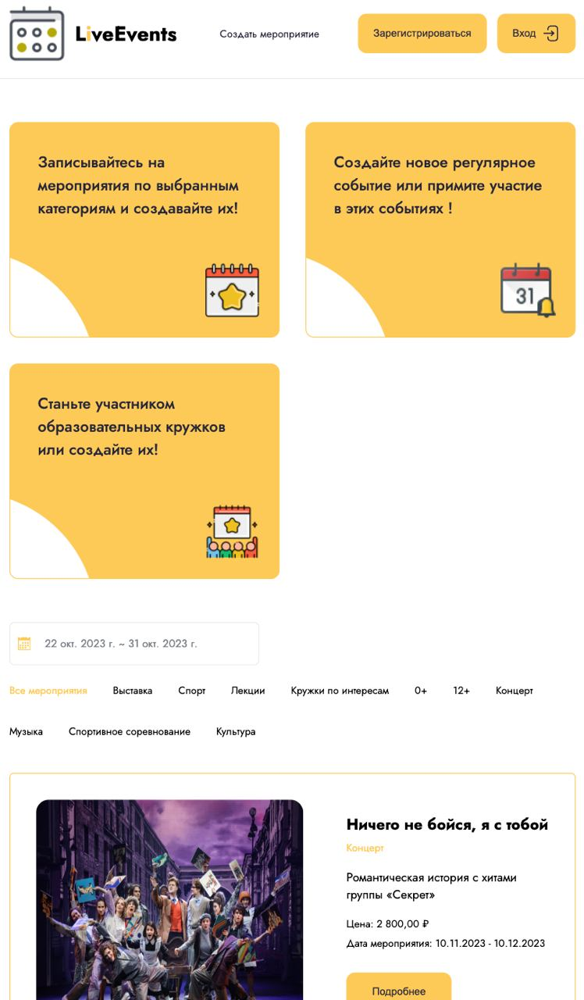 LiveEvents
Создать мероприятие
Зарегистрироваться
Вход
Записывайтесь на
мероприятия по выбранным
категориям и создавайте их!
Создайте новое регулярное
событие или примите участие
в этих событиях !
31
Станьте участником
образовательных кружков
или создайте их!
22 окт. 2023 г. ~ 31 окт. 2023 г.
Все мероприятия Выставка Спорт Лекции Кружки по интересам 0+ 12+ Концерт
Музыка Спортивное соревнование Культура
Ничего не бойся, я с тобой
Концерт
Романтическая история с хитами
группы «Секрет»
Цена: 2 800,00 ₽
Дата мероприятия: 10.11.2023 - 10.12.2023
Подробнее